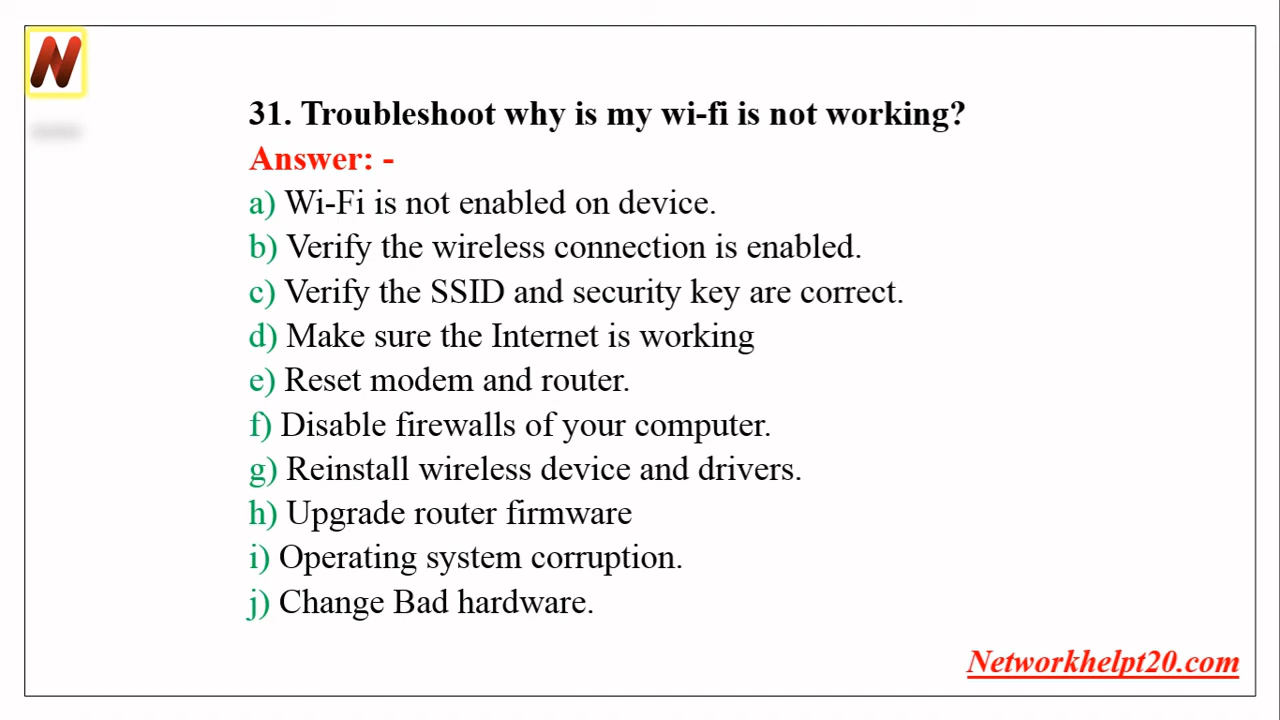 31. Troubleshoot why is my wi-fi is not working?
Answer: -
a) Wi-Fi is not enabled on device.
b) Verify the wireless connection is enabled.
c) Verify the SSID and security key are correct.
d) Make sure the Internet is working
e) Reset modem and router.
f) Disable firewalls of your computer.
g) Reinstall wireless device and drivers.
h) Upgrade router firmware
i) Operating system corruption.
j) Change Bad hardware.
Networkhelpt20.com